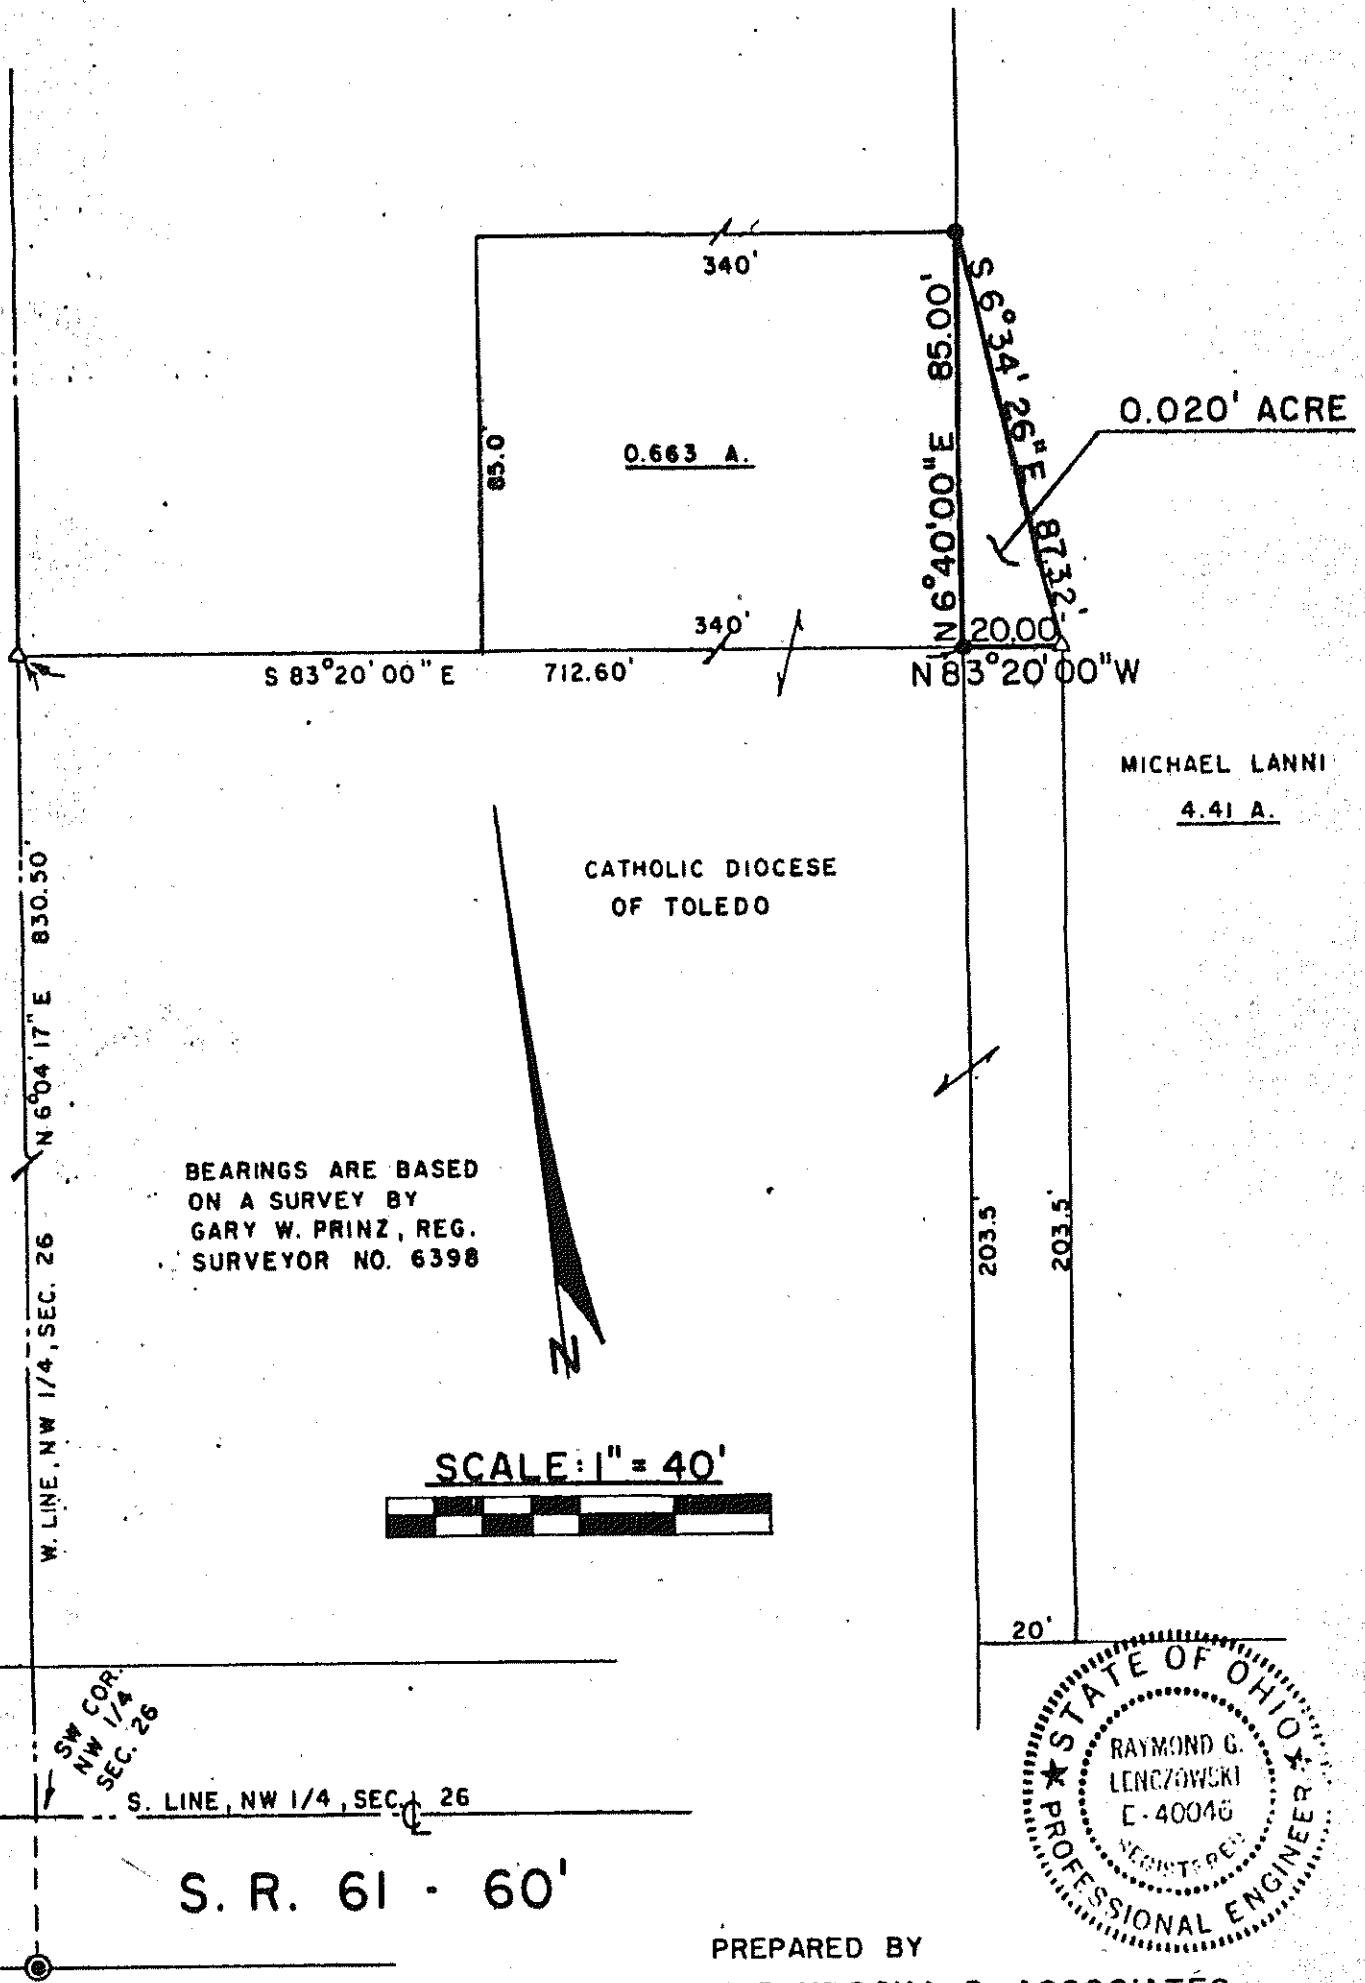 340'
S 6°34'26"E 87.32'
N 6°40'00"E 85.00'
0.020' ACRE
85.0'
0.663 A.
340'
20.00
S 83°20'00" E 712.60'
N 83°20'00"W
MICHAEL LANNI
4.41 A.
CATHOLIC DIOCESE
OF TOLEDO
W. LINE, NW 1/4, SEC. 26 N 6°04'17" E 830.50'
BEARINGS ARE BASED
ON A SURVEY BY
GARY W. PRINZ, REG.
SURVEYOR NO. 6398
203.5'
203.5'
N
SCALE: 1" = 40'
20'
SW COR.
NW 1/4
SEC. 26
S. LINE, NW 1/4, SEC. 26
℄
S. R. 61 - 60'
STATE OF OHIO
RAYMOND G.
LENCZOWSKI
E-40046
REGISTERED
PROFESSIONAL ENGINEER
PREPARED BY
& ASSOCIATES